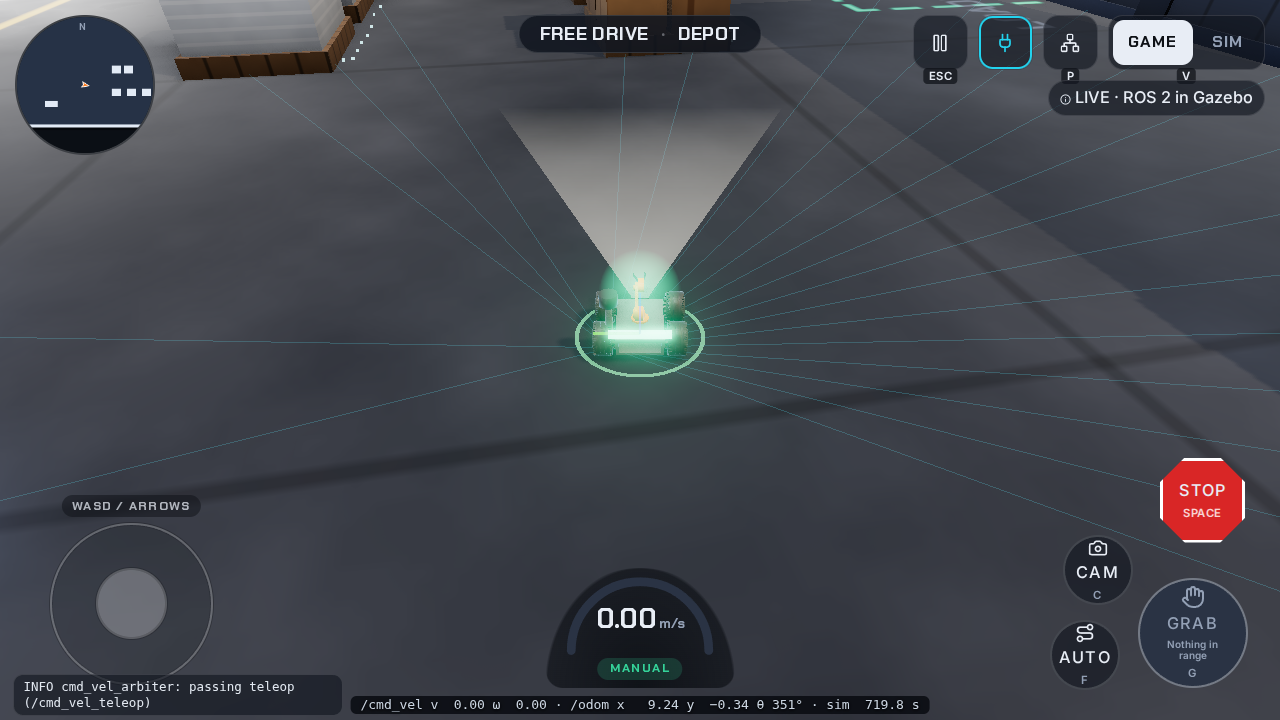 N
FREE DRIVE · DEPOT
GAME SIM
ESC P V
LIVE · ROS 2 in Gazebo
WASD / ARROWS
STOP
SPACE
CAM
C
GRAB
Nothing in
range
G
AUTO
F
0.00 m/s
MANUAL
INFO cmd_vel_arbiter: passing teleop
(/cmd_vel_teleop)
/cmd_vel v 0.00 ω 0.00 · /odom x 9.24 y −0.34 θ 351° · sim 719.8 s